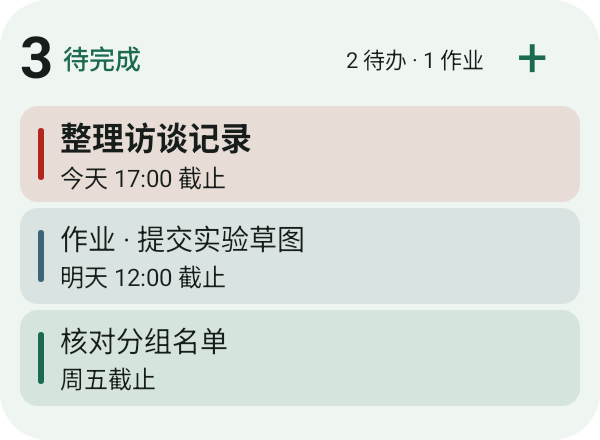 3 待完成 2 待办 · 1 作业 +
整理访谈记录
今天 17:00 截止
作业 · 提交实验草图
明天 12:00 截止
核对分组名单
周五截止